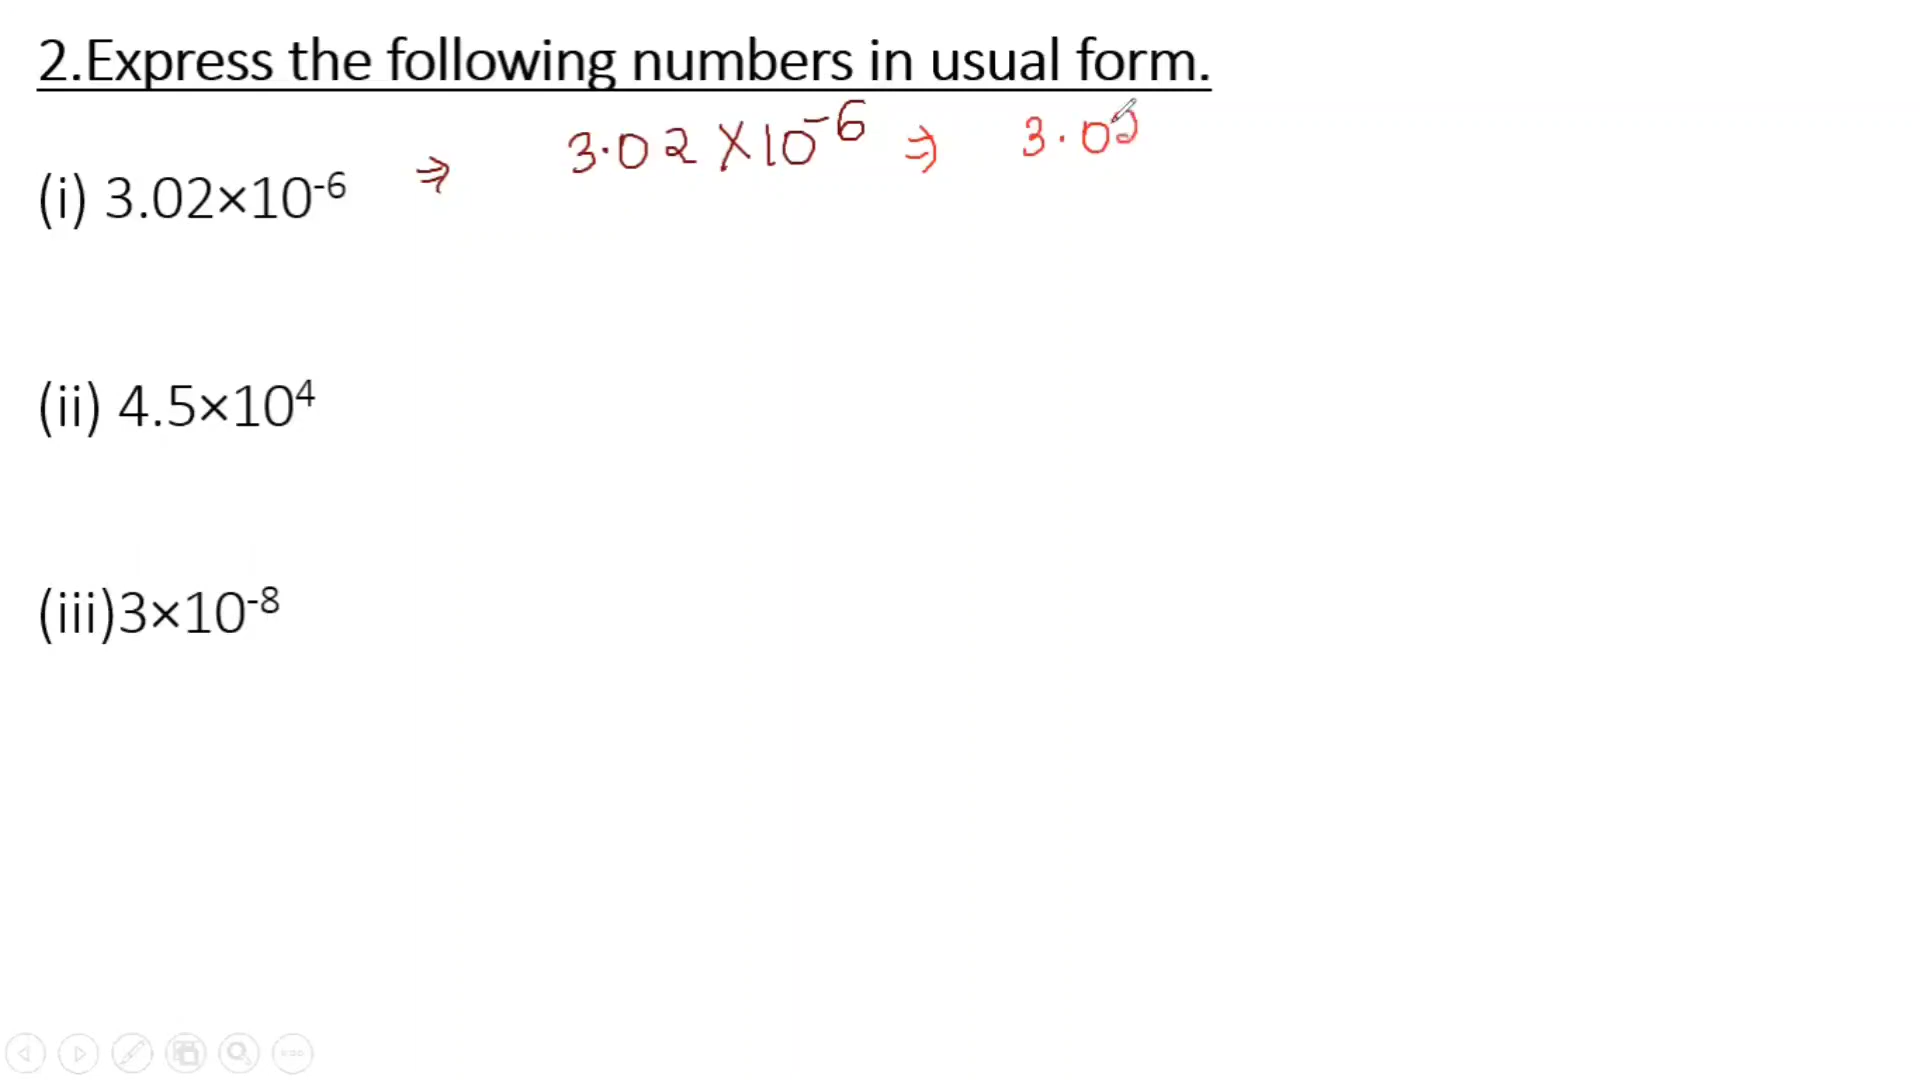 2.Express the following numbers in usual form.
3.02 ×10⁻⁶ ⇒ 3.02
(i) 3.02×10⁻⁶ ⇒
(ii) 4.5×10⁴
(iii)3×10⁻⁸